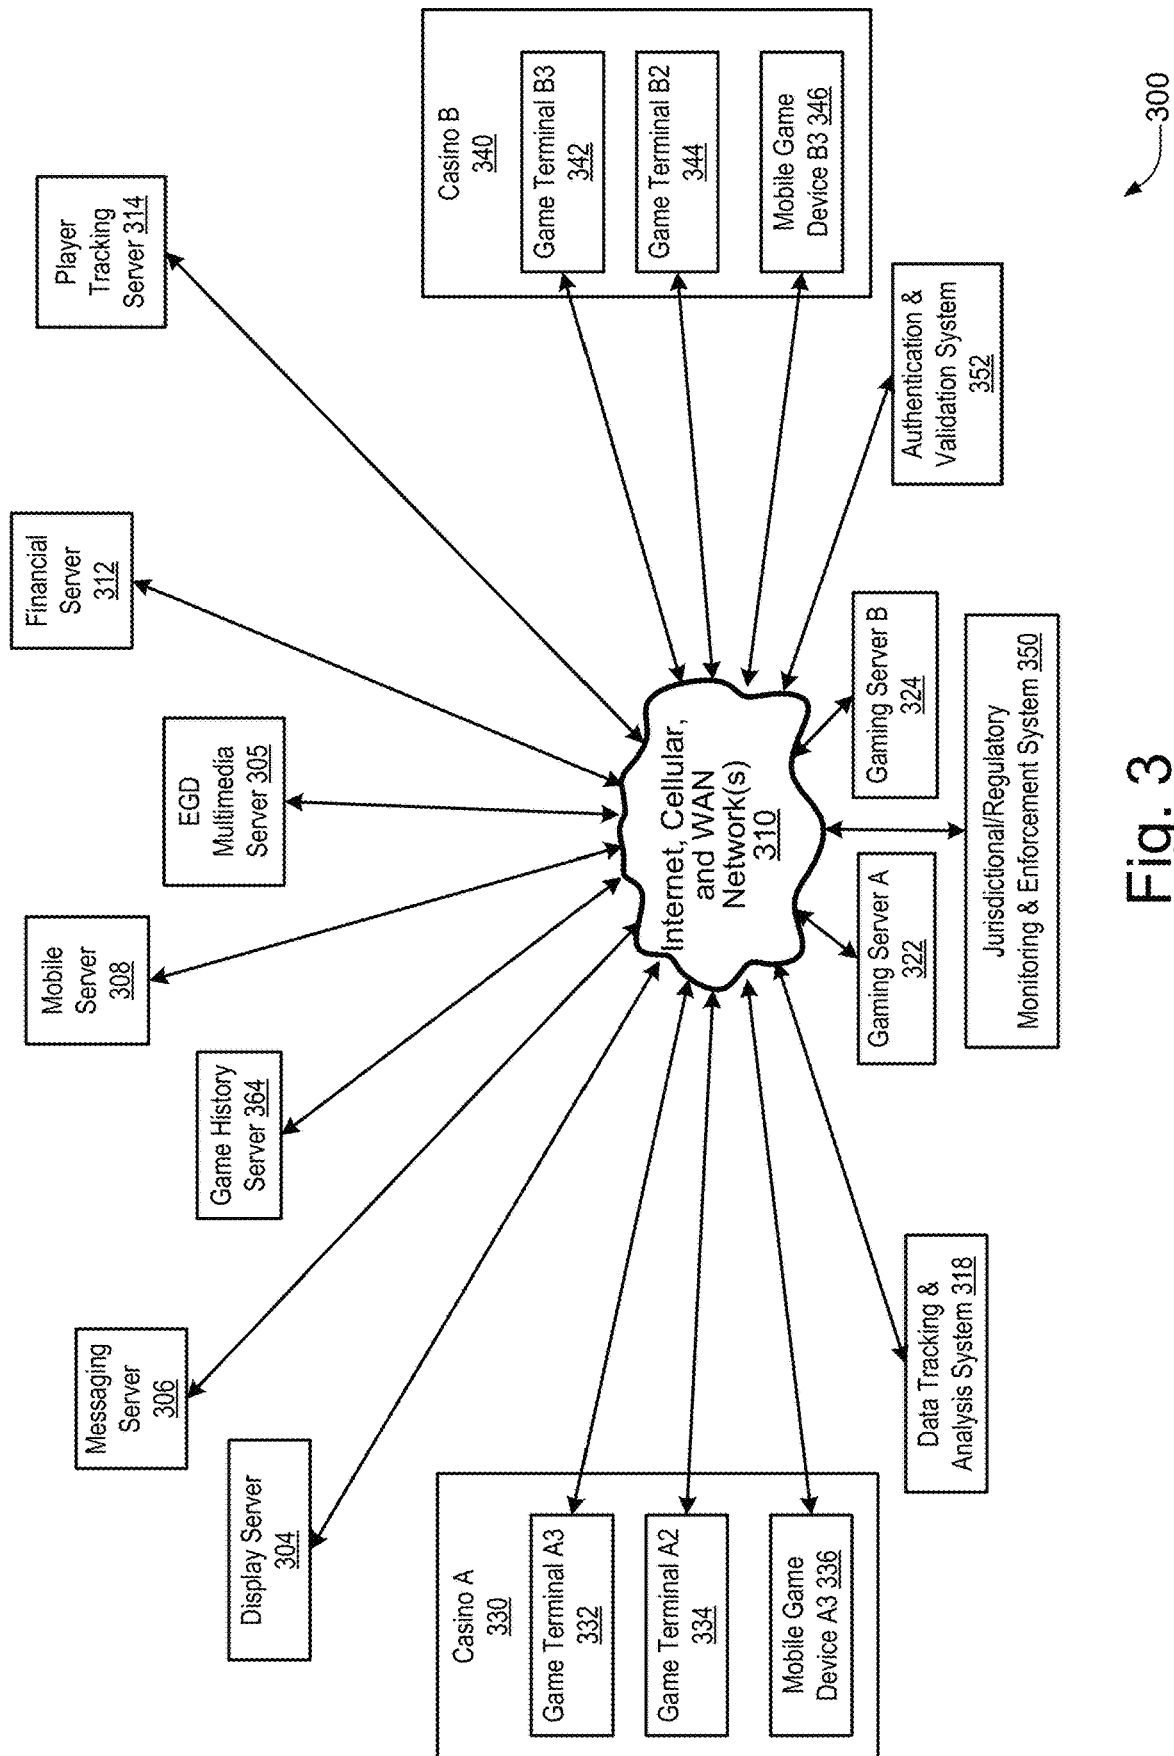 Messaging
Server
306
Display Server
304
Game History
Server 364
Mobile
Server
308
EGD
Multimedia
Server 305
Financial
Server
312
Player
Tracking
Server 314
Casino A
330
Game Terminal A3
332
Game Terminal A2
334
Mobile Game
Device A3 336
Internet, Cellular,
and WAN
Network(s)
310
Casino B
340
Game Terminal B3
342
Game Terminal B2
344
Mobile Game
Device B3 346
Data Tracking &
Analysis System 318
Gaming Server A
322
Gaming Server B
324
Authentication &
Validation System
352
Jurisdictional/Regulatory
Monitoring & Enforcement System 350
300
Fig. 3